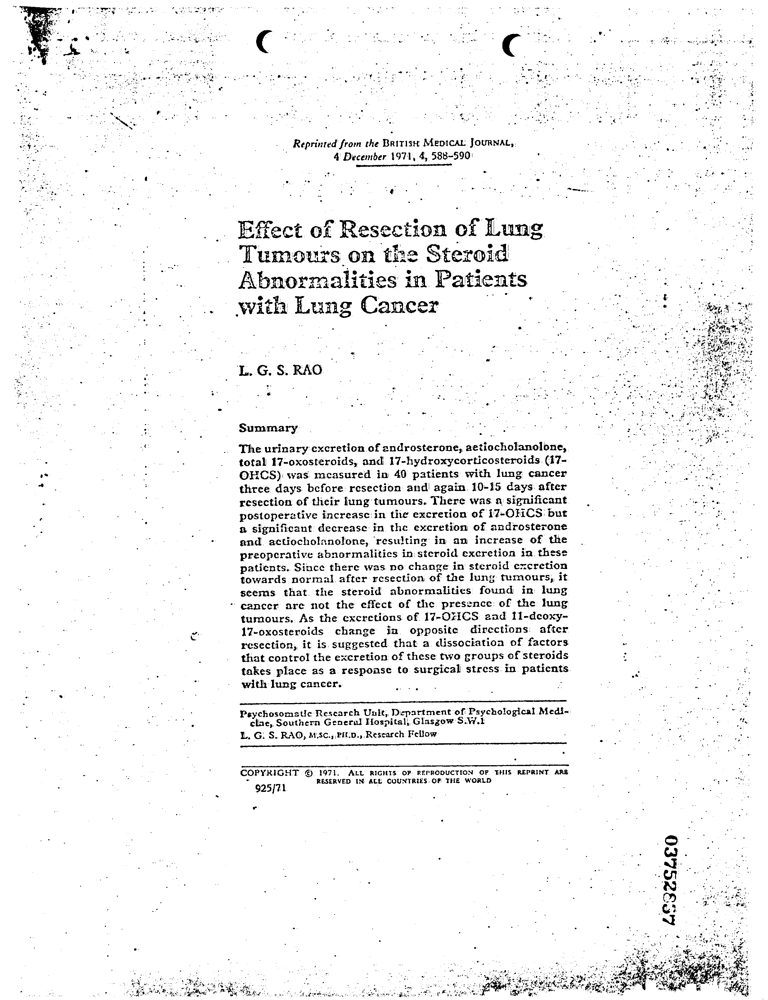 Reprinted from the BRITISH MEDICAL JOURNAL,
4 December 1971, 4, 588-590
Effect of Resection of Lung
Tumours on the Steroid
Abnormalities in Patients
with Lung Cancer
L. G. S. RAO
Summary
The urinary excretion of androsterone, aetiocholanolone,
total 17-oxosteroids, and 17-hydroxycorticosteroids (17-
OHCS) was measured in 40 patients with lung cancer
three days before resection and again 10-15 days after
resection of their lung tumours. There was a significant
postoperative increase in the excretion of 17-OHCS but
a significant decrease in the excretion of androsterone
and aetiocholanolone, resulting in an increase of the
preoperative abnormalities in steroid excretion in these
patients. Since there was no change in steroid excretion
towards normal after resection of the lung tumours, it
seems that the steroid abnormalities found in lung
cancer are not the effect of the presence of the lung
tumours. As the excretions of 17-OHCS and 11-deoxy-
17-oxosteroids change in opposite directions after
resection, it is suggested that a dissociation of factors
that control the excretion of these two groups of steroids
takes place as a response to surgical stress in patients
with lung cancer.
Psychosomatic Research Unit, Department of Psychological Medi-
cine, Southern General Hospital, Glasgow S.W.1
L. G. S. RAO, M.SC., PH.D., Research Fellow
COPYRIGHT © 1971. ALL RIGHTS OF REPRODUCTION OF THIS REPRINT ARE
RESERVED IN ALL COUNTRIES OF THE WORLD
925/71